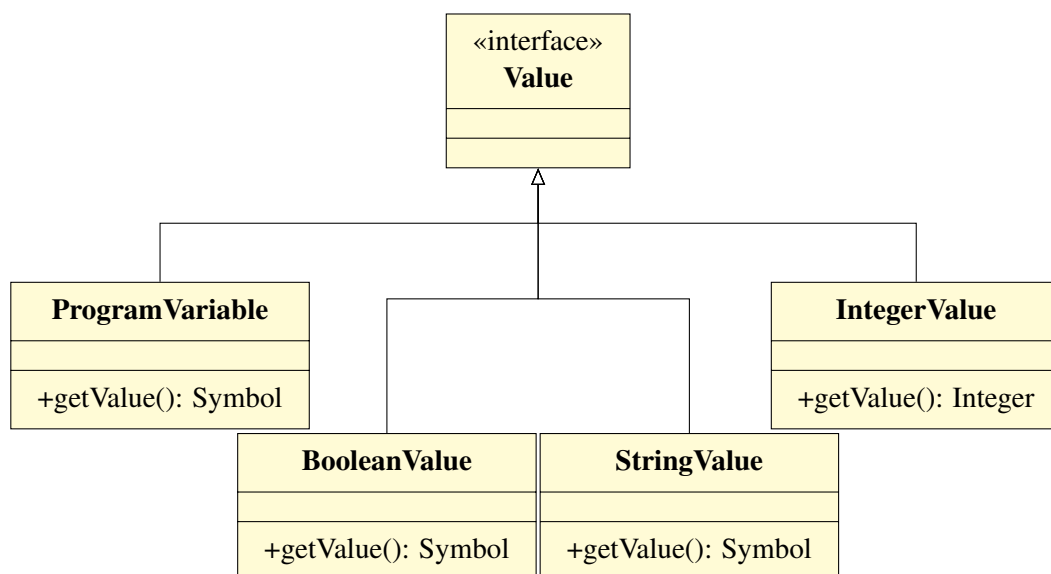 «interface»
Value
ProgramVariable
+getValue(): Symbol
IntegerValue
+getValue(): Integer
BooleanValue
+getValue(): Symbol
StringValue
+getValue(): Symbol